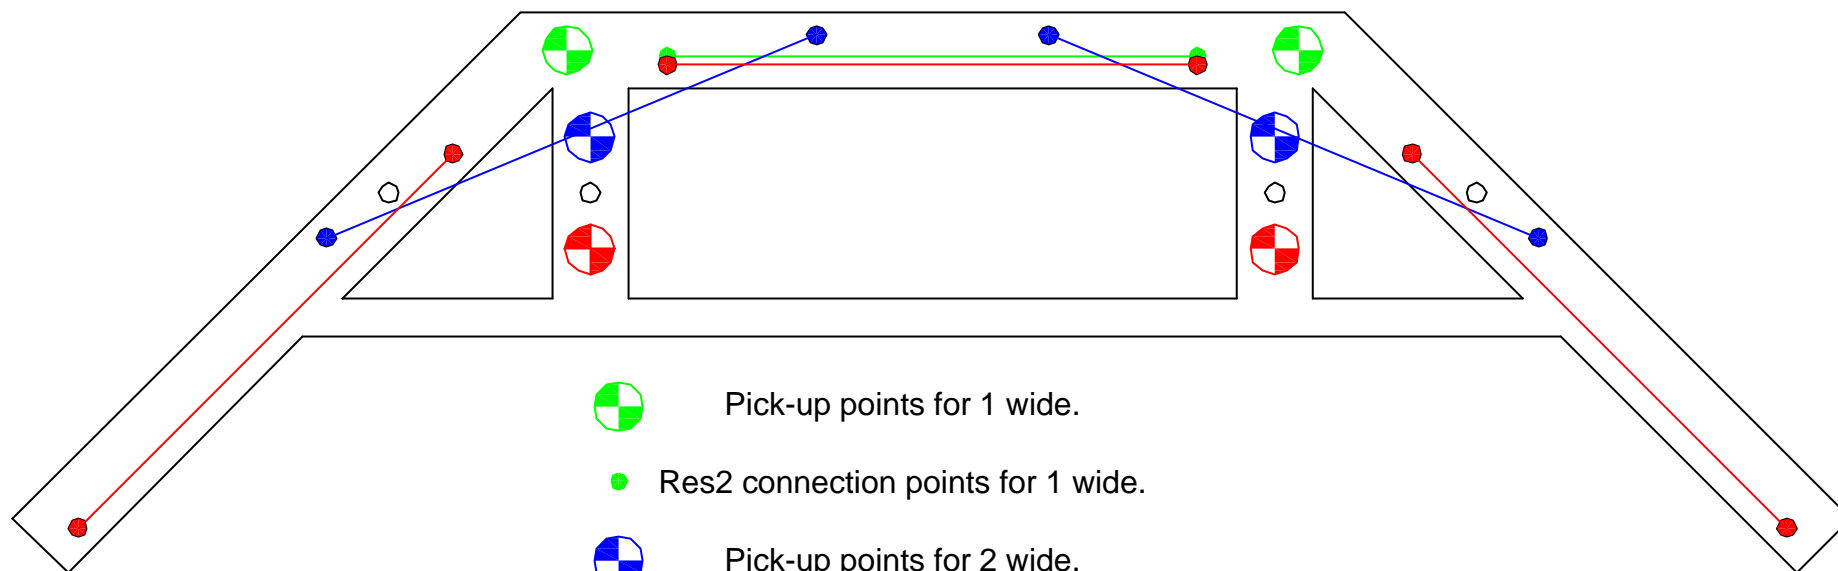 Pick-up points for 1 wide.
Res2 connection points for 1 wide.
Pick-up points for 2 wide.